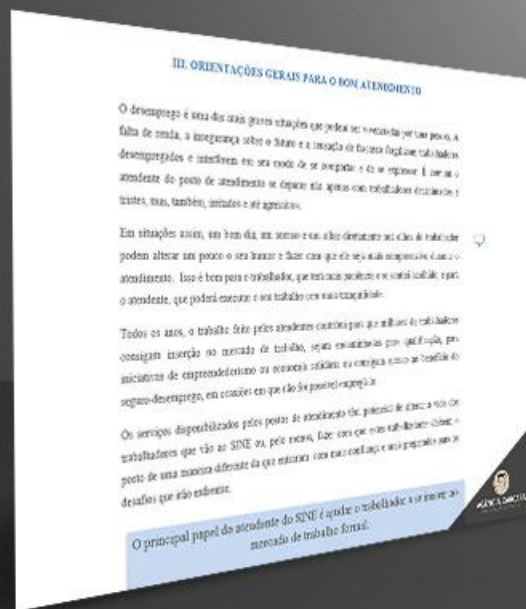 III. ORIENTAÇÕES GERAIS PARA O BOM ATENDIMENTO
O desemprego é uma das mais graves situações que podem ser vivenciadas por uma pessoa. A
falta de renda, a insegurança sobre o futuro e a sensação de fracasso fragilizam trabalhadores
desempregados e interferem em seu modo de se comportar e de se expressar. É comum o
atendente do posto de atendimento se deparar não apenas com trabalhadores desanimados e
tristes, mas, também, irritados e até agressivos.
Em situações assim, um bom dia, um sorriso e um olhar diretamente nos olhos do trabalhador
podem alterar um pouco o seu humor e fazer com que ele seja mais compreensivo durante o
atendimento. Isso é bom para o trabalhador, que terá mais paciência e se sentirá acolhido e para
o atendente, que poderá executar o seu trabalho com mais tranquilidade.
Todos os anos, o trabalho feito pelos atendentes contribui para que milhares de trabalhadores
consigam inserção no mercado de trabalho, sejam encaminhados para qualificação, para
iniciativas de empreendedorismo ou economia solidária ou consigam acesso ao benefício do
seguro-desemprego, em ocasiões em que não foi possível empregá-lo.
Os serviços disponibilizados pelos postos de atendimento têm potencial de alterar a vida dos
trabalhadores que vão ao SINE ou, pelo menos, fazer com que estes trabalhadores deixem o
posto de uma maneira diferente da que entraram: com mais confiança e mais preparados para os
desafios que irão enfrentar.
O principal papel do atendente do SINE é ajudar o trabalhador a se inserir no
mercado de trabalho formal.